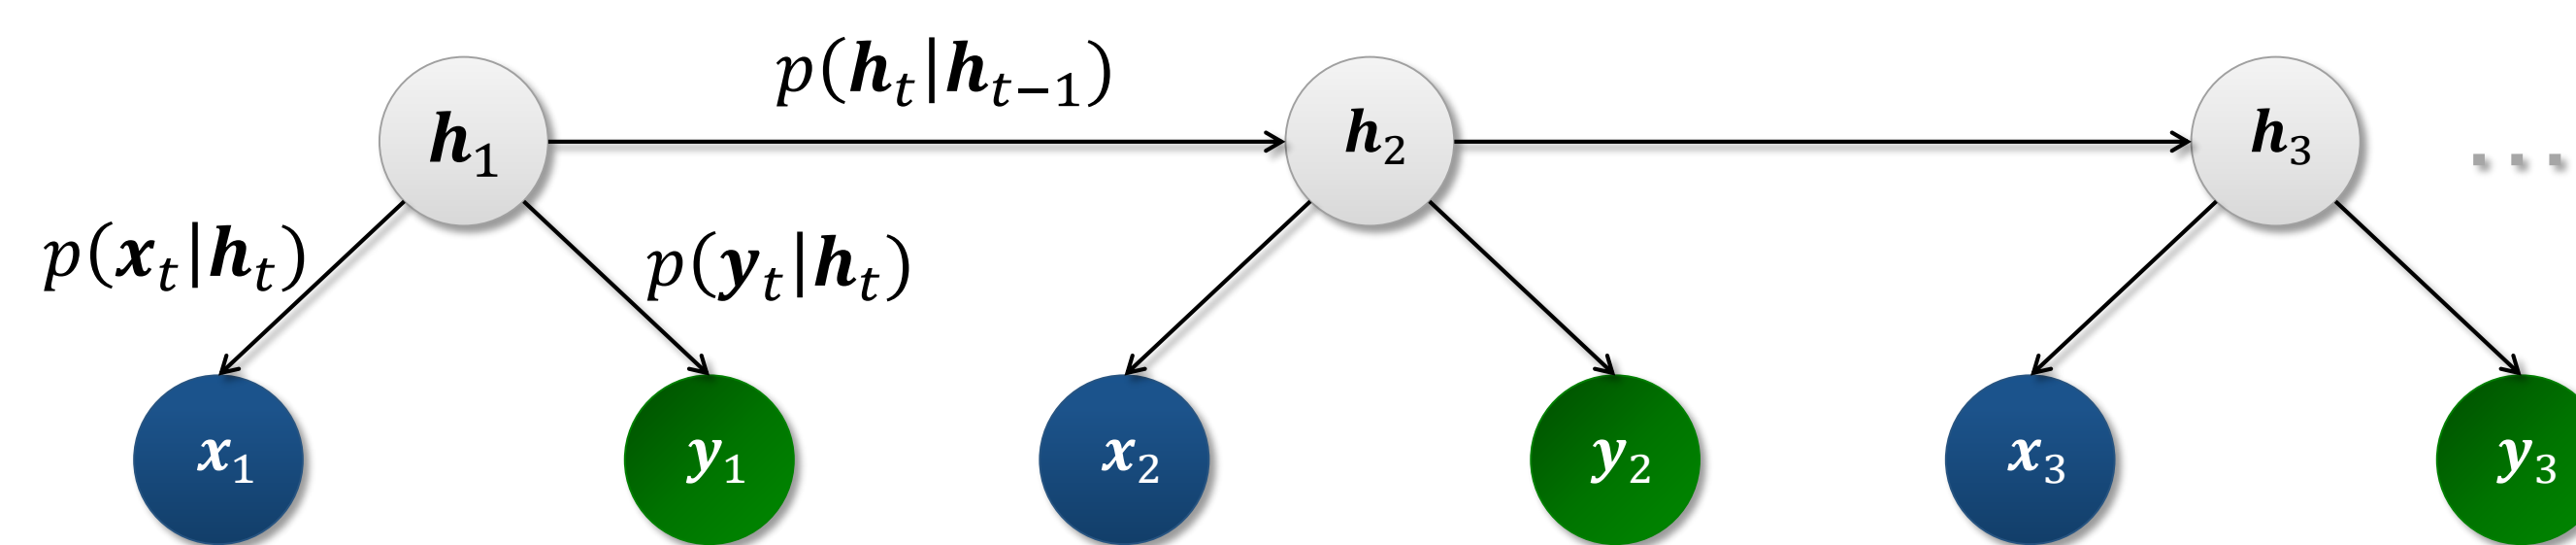 p(h_t|h_{t−1})
h_1
h_2
h_3
...
p(x_t|h_t)
p(y_t|h_t)
x_1
y_1
x_2
y_2
x_3
y_3